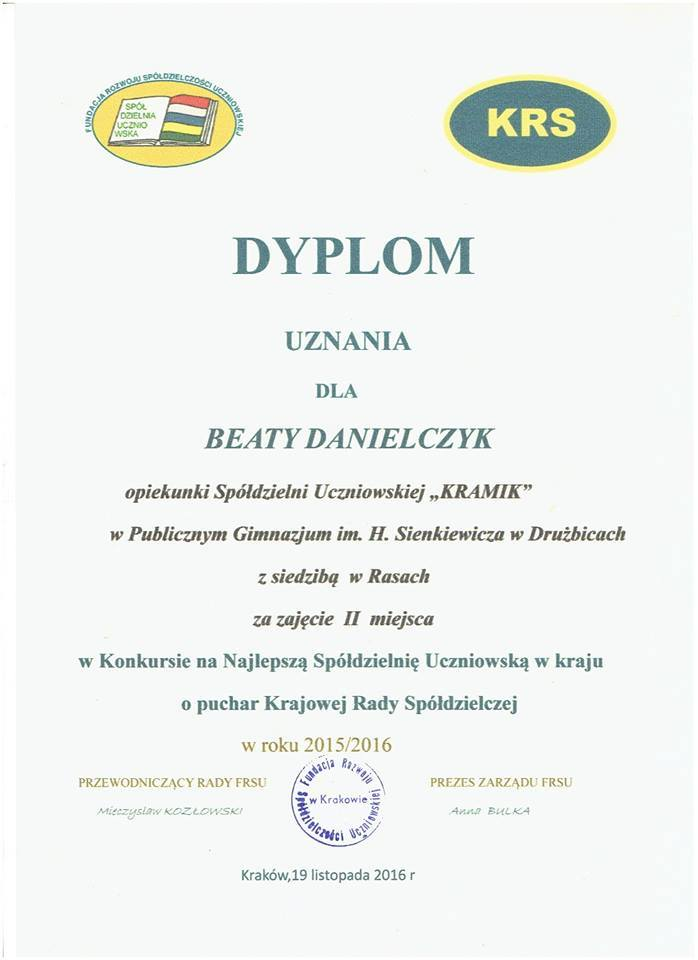 FUNDACJA ROZWOJU SPÓŁDZIELCZOŚCI UCZNIOWSKIEJ
SPÓŁ
DZIELNIA
UCZNIO
WSKA
KRS
DYPLOM
UZNANIA
DLA
BEATY DANIELCZYK
opiekunki Spółdzielni Uczniowskiej „KRAMIK”
w Publicznym Gimnazjum im. H. Sienkiewicza w Drużbicach
z siedzibą w Rasach
za zajęcie II miejsca
w Konkursie na Najlepszą Spółdzielnię Uczniowską w kraju
o puchar Krajowej Rady Spółdzielczej
w roku 2015/2016
PRZEWODNICZĄCY RADY FRSU
PREZES ZARZĄDU FRSU
Mieczysław KOZŁOWSKI
Anna BULKA
Fundacja Rozwoju
Spółdzielczości Uczniowskiej
w Krakowie
Kraków,19 listopada 2016 r